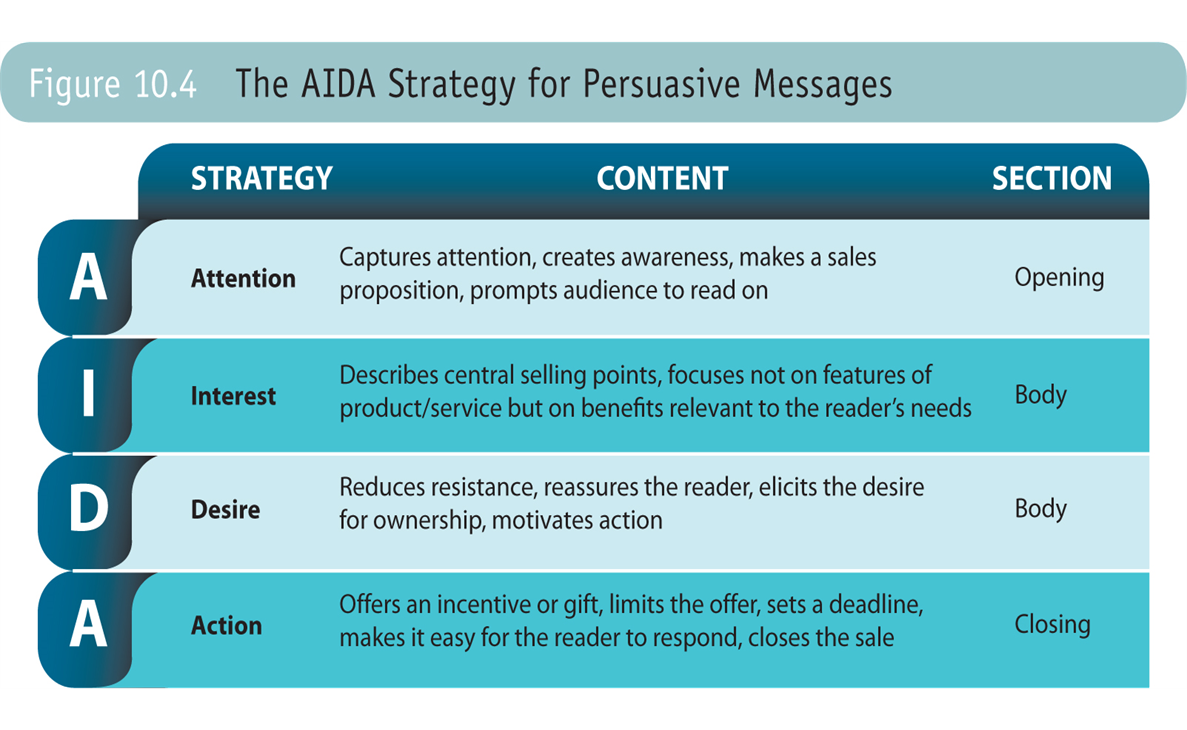 Figure 10.4 The AIDA Strategy for Persuasive Messages
STRATEGY CONTENT SECTION
A
Attention
Captures attention, creates awareness, makes a sales
proposition, prompts audience to read on
Opening
I
Interest
Describes central selling points, focuses not on features of
product/service but on benefits relevant to the reader’s needs
Body
D
Desire
Reduces resistance, reassures the reader, elicits the desire
for ownership, motivates action
Body
A
Action
Offers an incentive or gift, limits the offer, sets a deadline,
makes it easy for the reader to respond, closes the sale
Closing